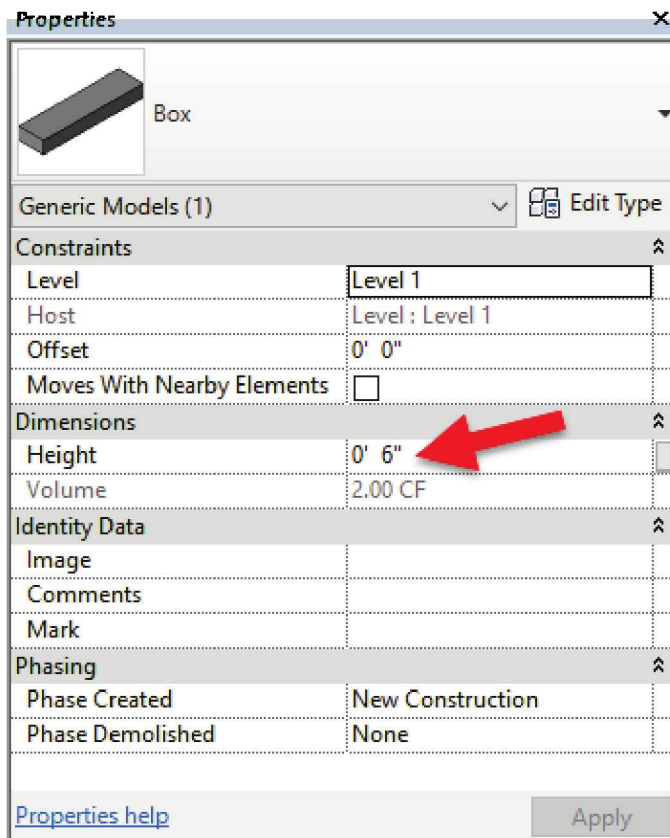 Properties
Box
Generic Models (1) Edit Type
Constraints
Level Level 1
Host Level : Level 1
Offset 0' 0"
Moves With Nearby Elements
Dimensions
Height 0' 6"
Volume 2.00 CF
Identity Data
Image
Comments
Mark
Phasing
Phase Created New Construction
Phase Demolished None
Properties help Apply